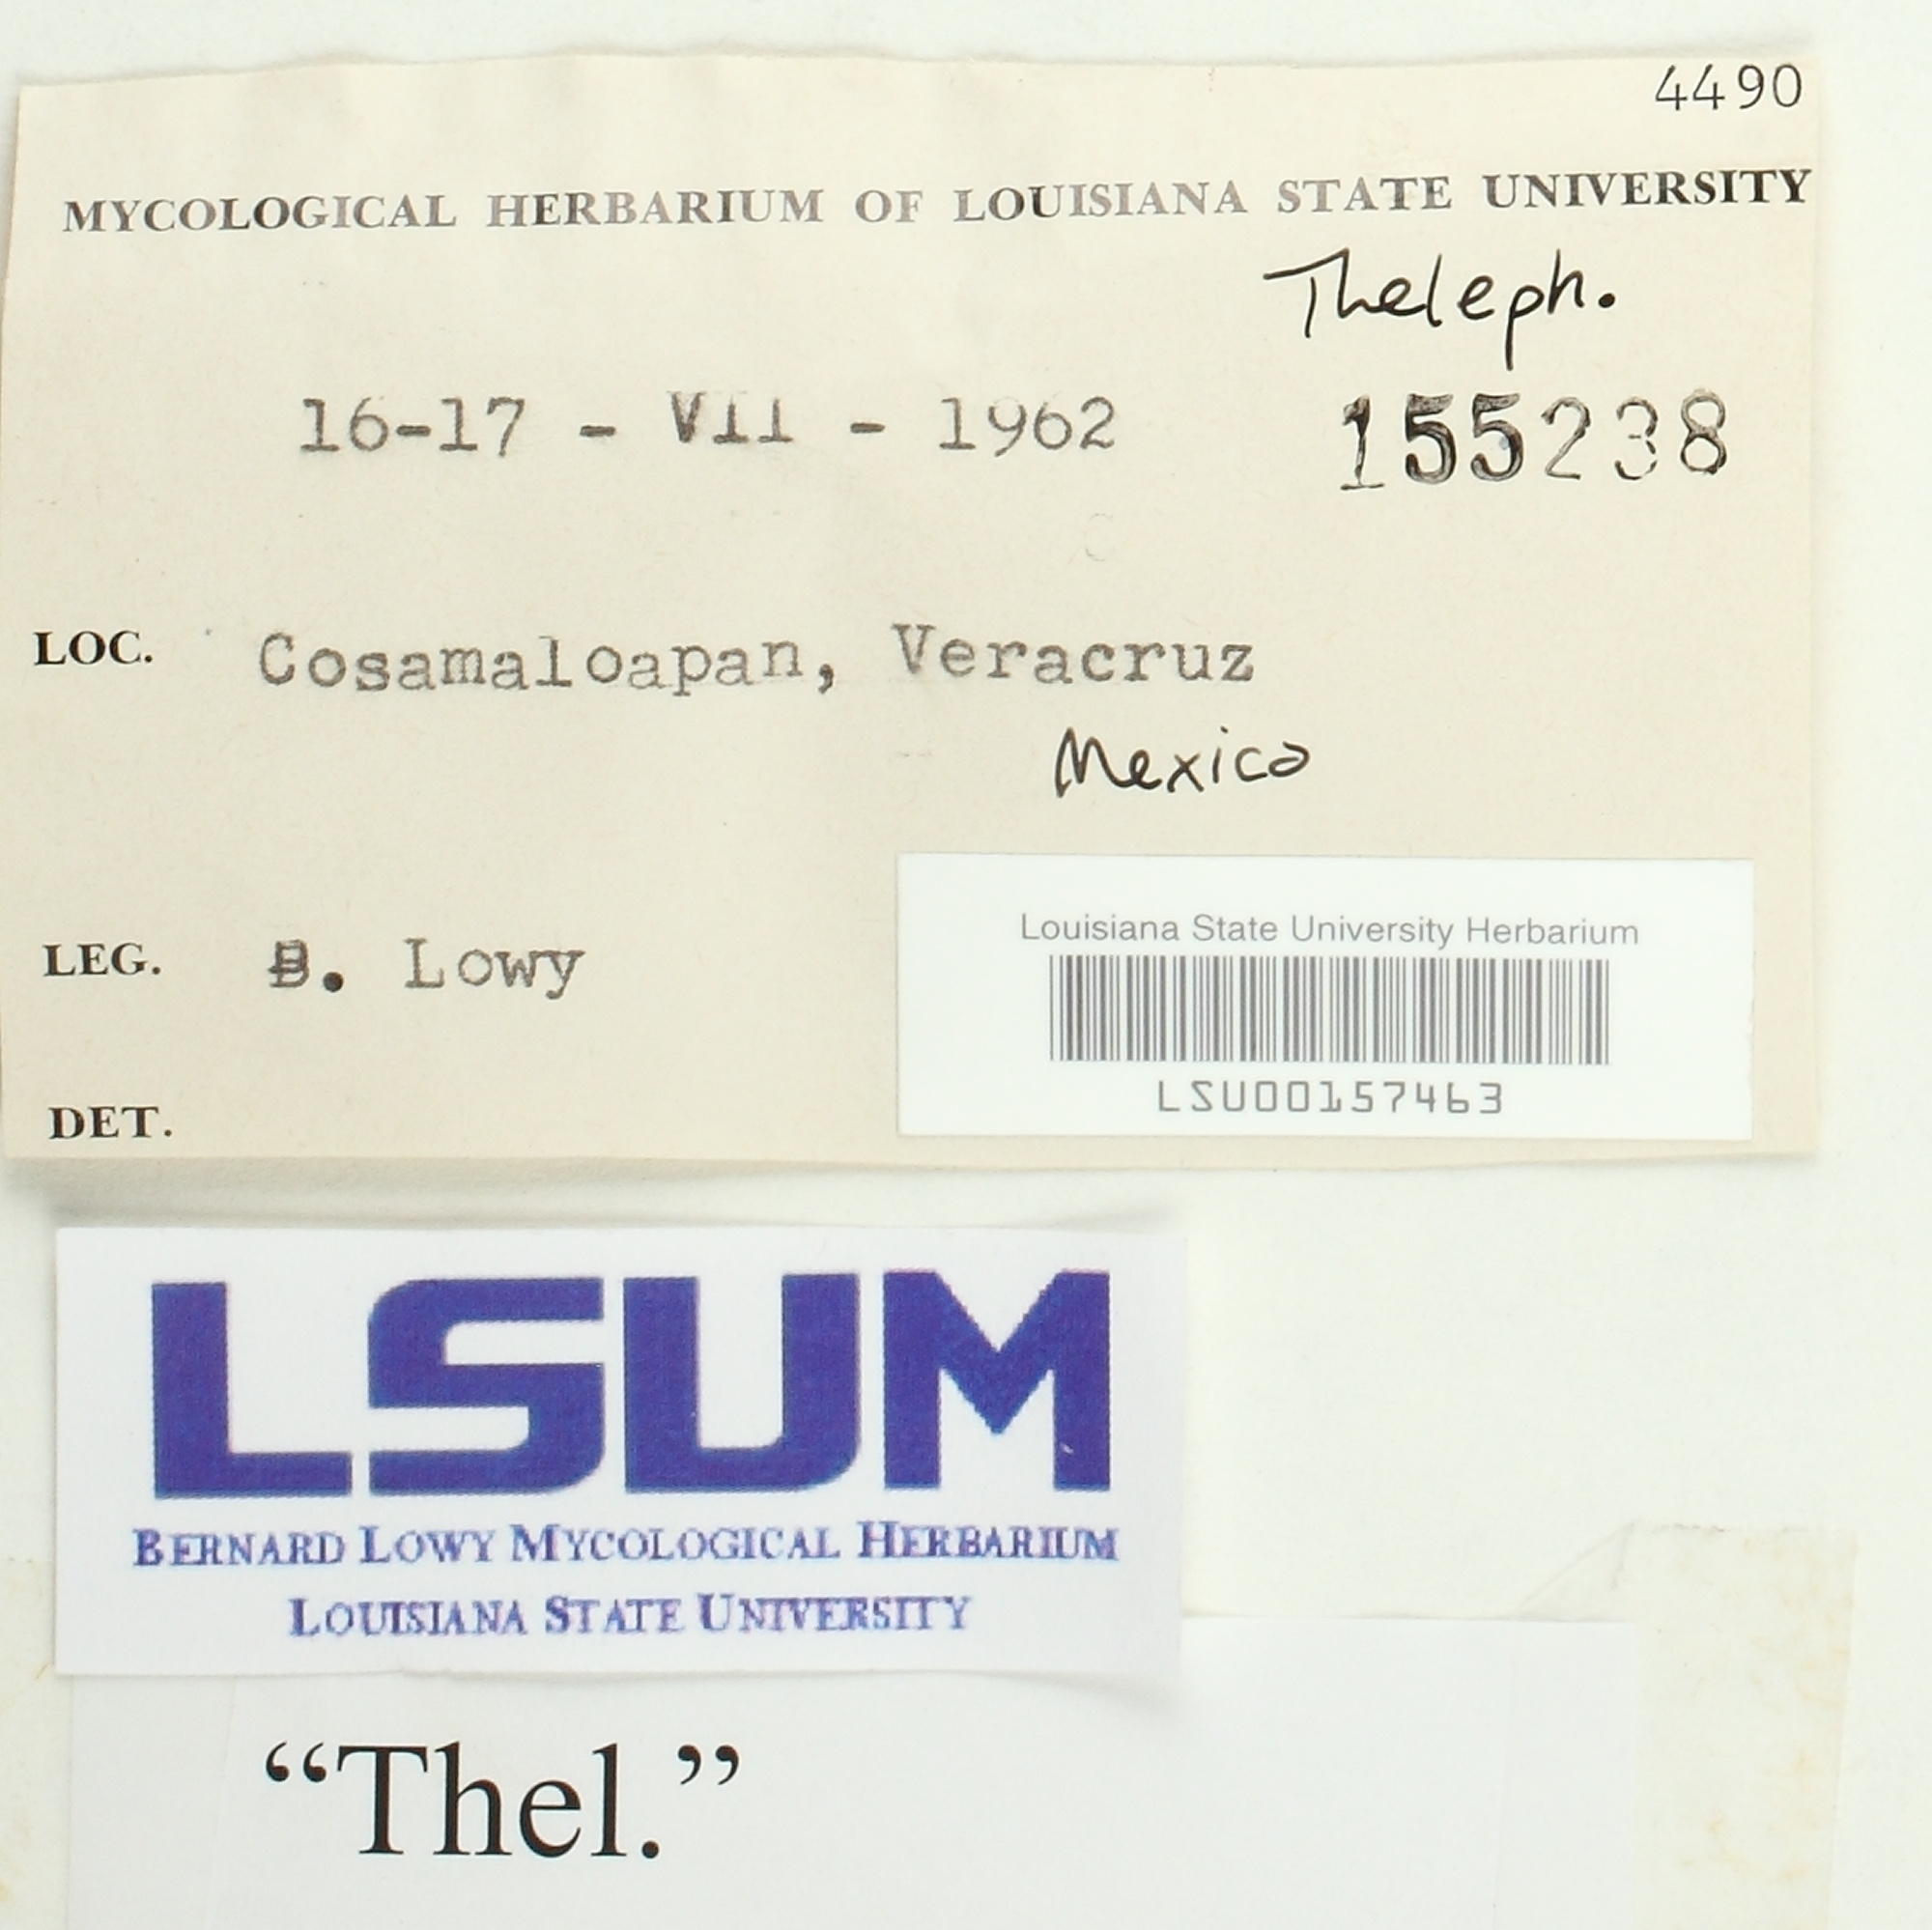 4490
MYCOLOGICAL HERBARIUM OF LOUISIANA STATE UNIVERSITY
Theleph.
16-17 - VII - 1962
155238
LOC. Cosamaloapan, Veracruz
Mexico
LEG. B. Lowy
Louisiana State University Herbarium
LSU00157463
DET.
LSUM
BERNARD LOWY MYCOLOGICAL HERBARIUM
LOUISIANA STATE UNIVERSITY
“Thel.”